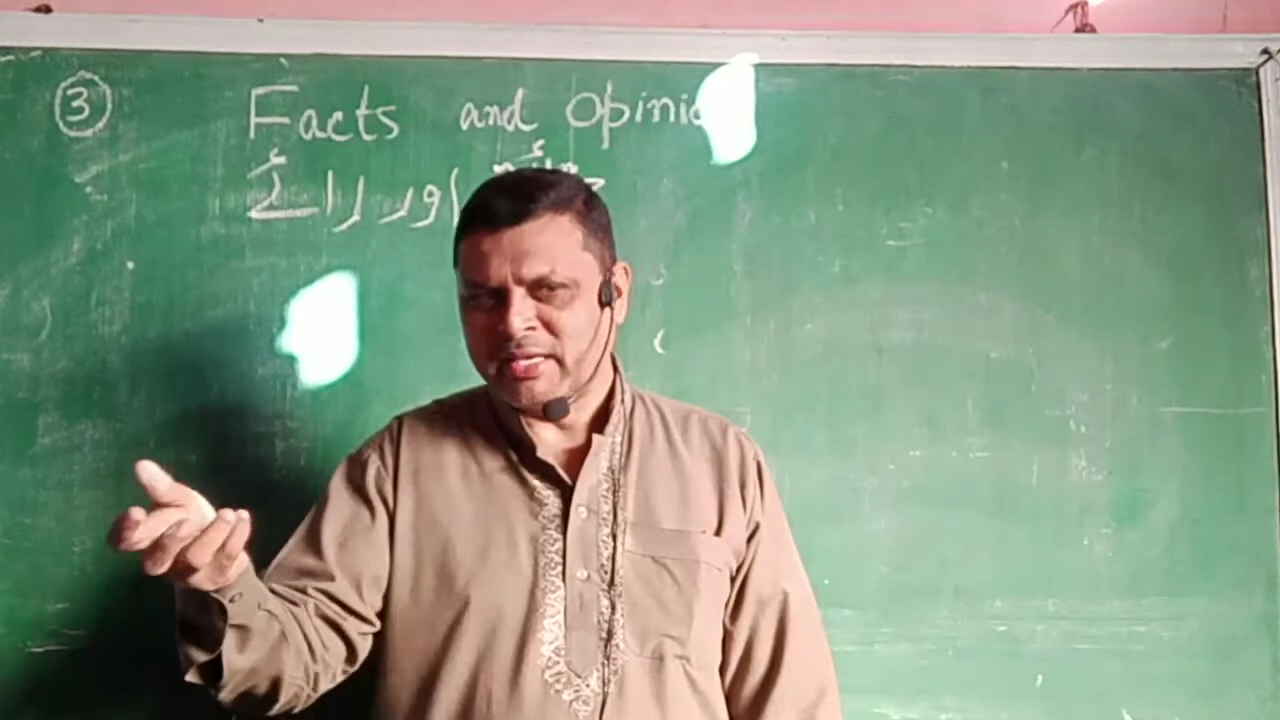 ③ Facts and Opinio
اور رائے